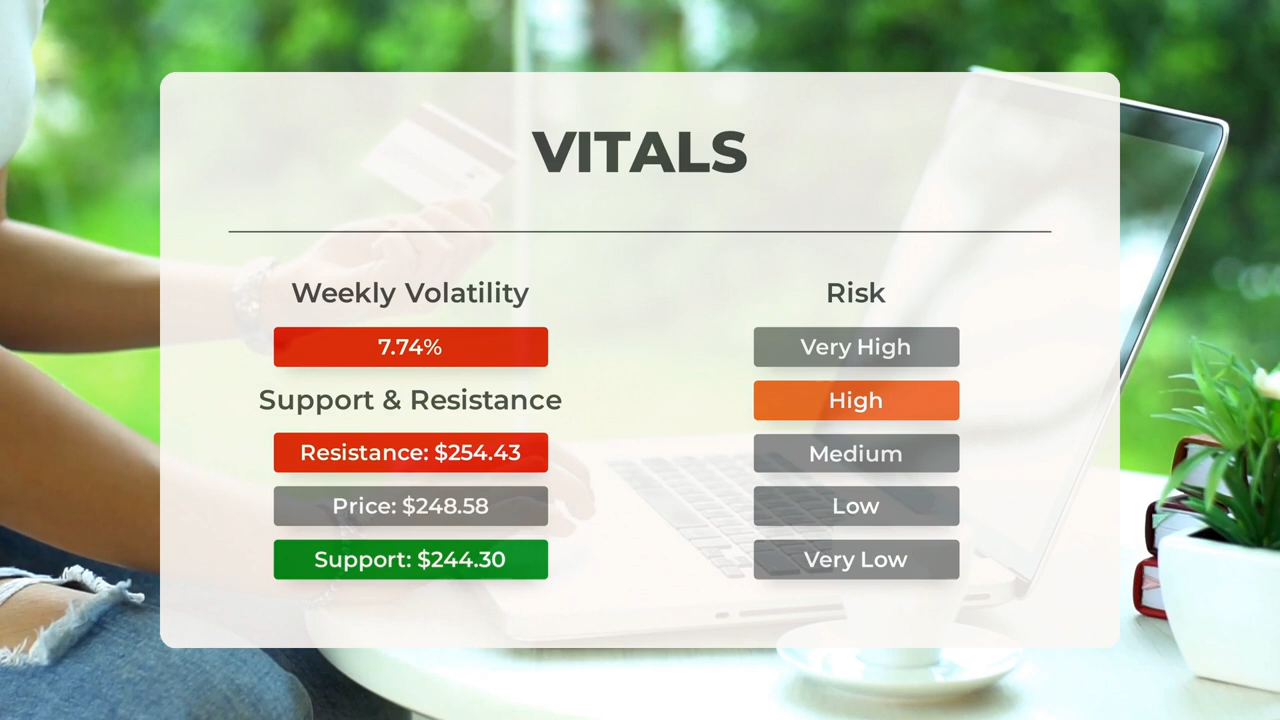 VITALS
Weekly Volatility
7.74%
Support & Resistance
Resistance: $254.43
Price: $248.58
Support: $244.30
Risk
Very High
High
Medium
Low
Very Low